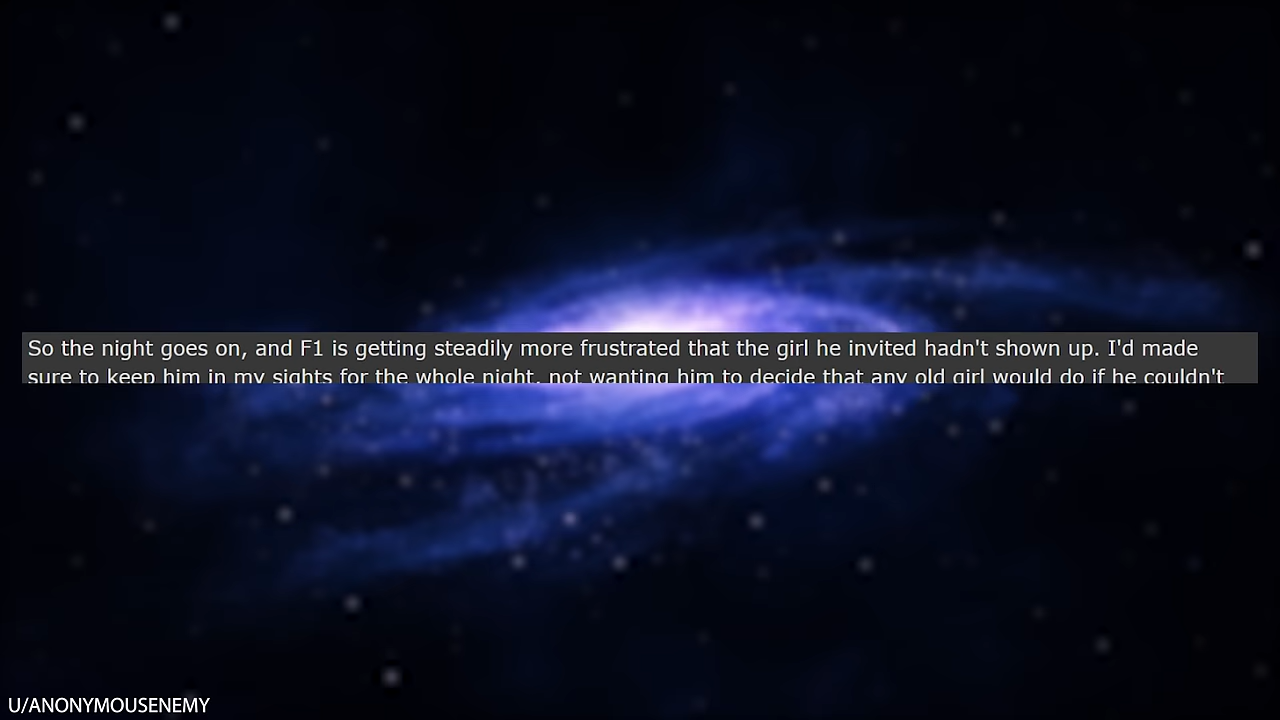 So the night goes on, and F1 is getting steadily more frustrated that the girl he invited hadn't shown up. I'd made
sure to keep him in my sights for the whole night, not wanting him to decide that any old girl would do if he couldn't
U/ANONYMOUSENEMY